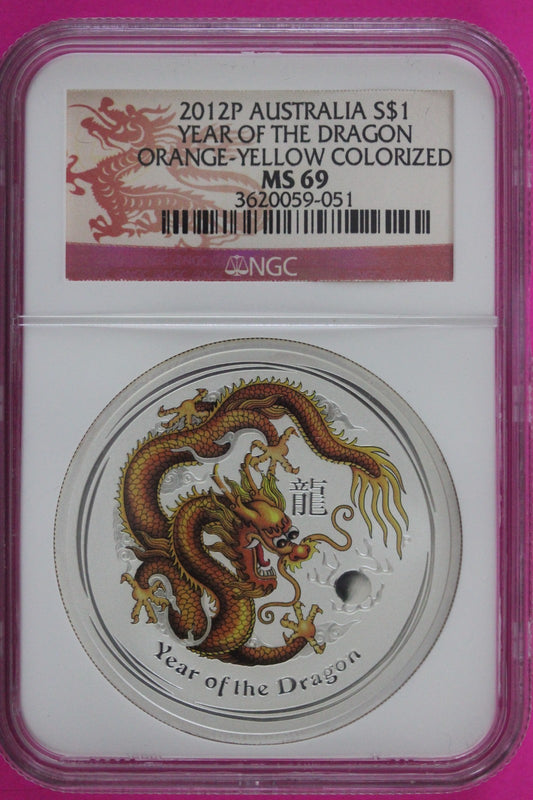 2012P AUSTRALIA S$1
YEAR OF THE DRAGON
ORANGE-YELLOW COLORIZED
MS 69
3620059-051
NGC
龍
Year of the Dragon